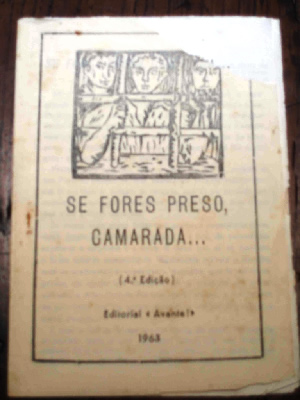 SE FORES PRESO,
CAMARADA...
(4.ª Edição)
Editorial «Avante!»
1963